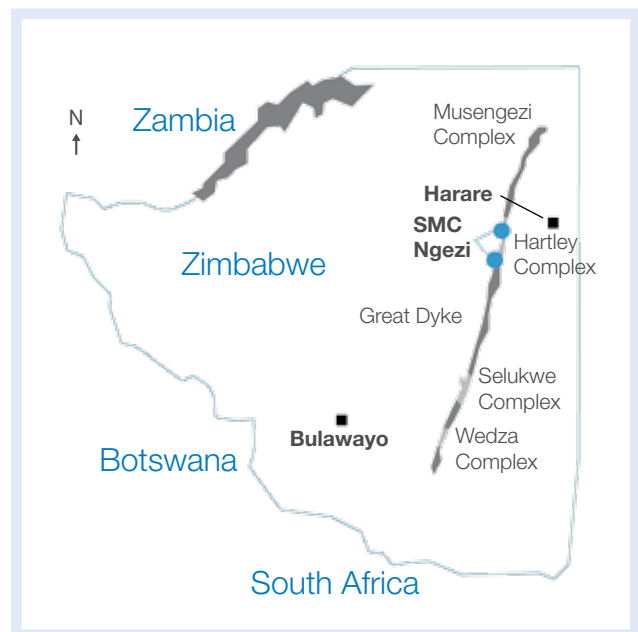 Zambia
N
Musengezi
Complex
Harare
SMC
Ngezi
Hartley
Complex
Zimbabwe
Great Dyke
Selukwe
Complex
Bulawayo
Wedza
Complex
Botswana
South Africa